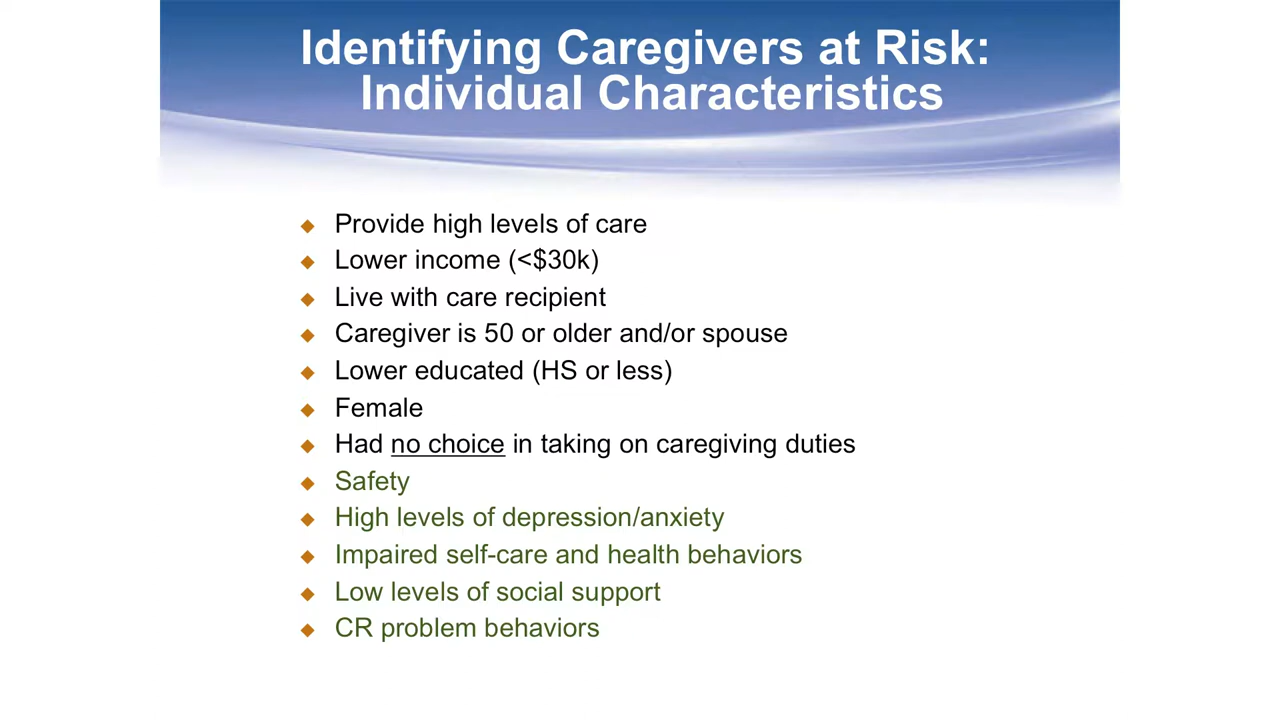 Identifying Caregivers at Risk:
Individual Characteristics
Provide high levels of care
Lower income (<$30k)
Live with care recipient
Caregiver is 50 or older and/or spouse
Lower educated (HS or less)
Female
Had no choice in taking on caregiving duties
Safety
High levels of depression/anxiety
Impaired self-care and health behaviors
Low levels of social support
CR problem behaviors